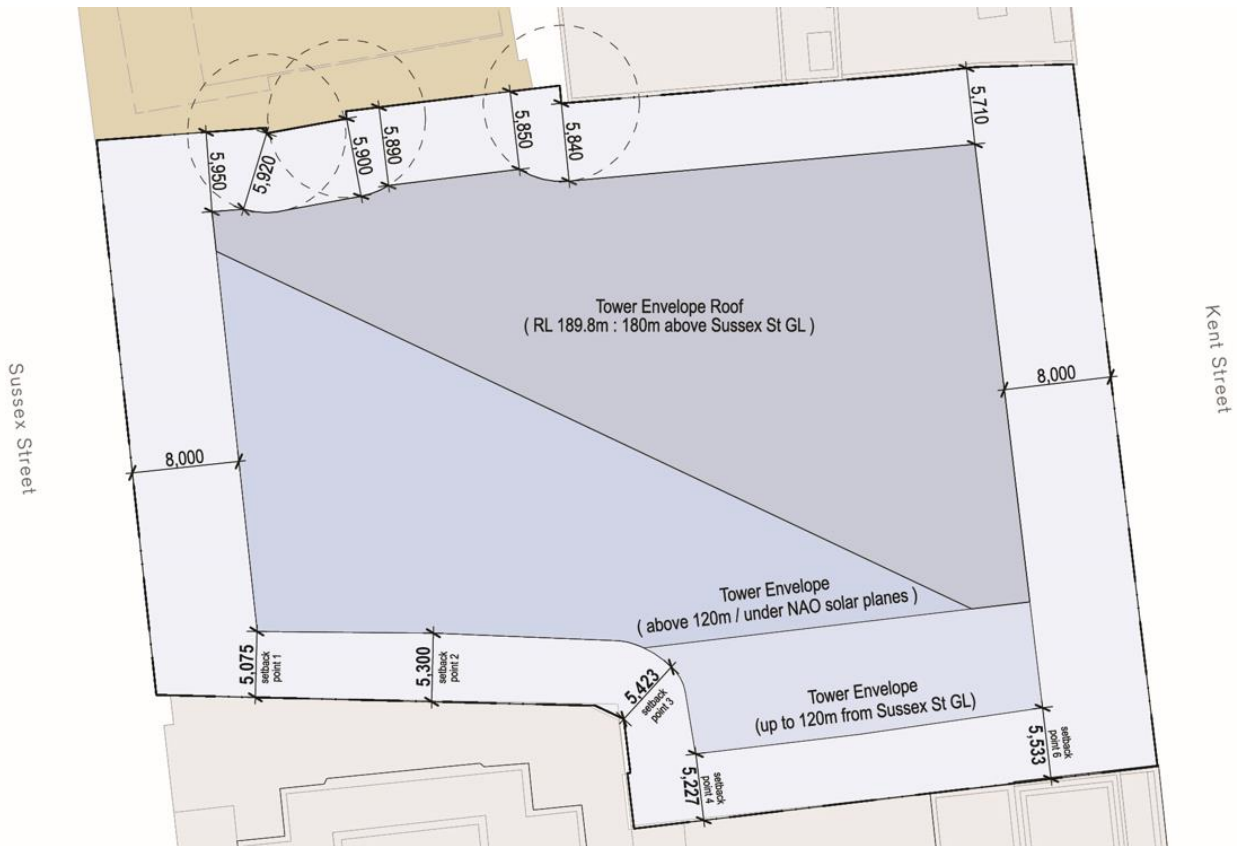 5,950
5,920
5,900
5,890
5,850
5,840
5,710
Tower Envelope Roof
( RL 189.8m : 180m above Sussex St GL )
Sussex Street
Kent Street
8,000
8,000
Tower Envelope
( above 120m / under NAO solar planes )
5,075
setback
point 1
5,300
setback
point 2
5,423
setback
point 3
Tower Envelope
(up to 120m from Sussex St GL)
5,227
setback
point 4
5,533
setback
point 6